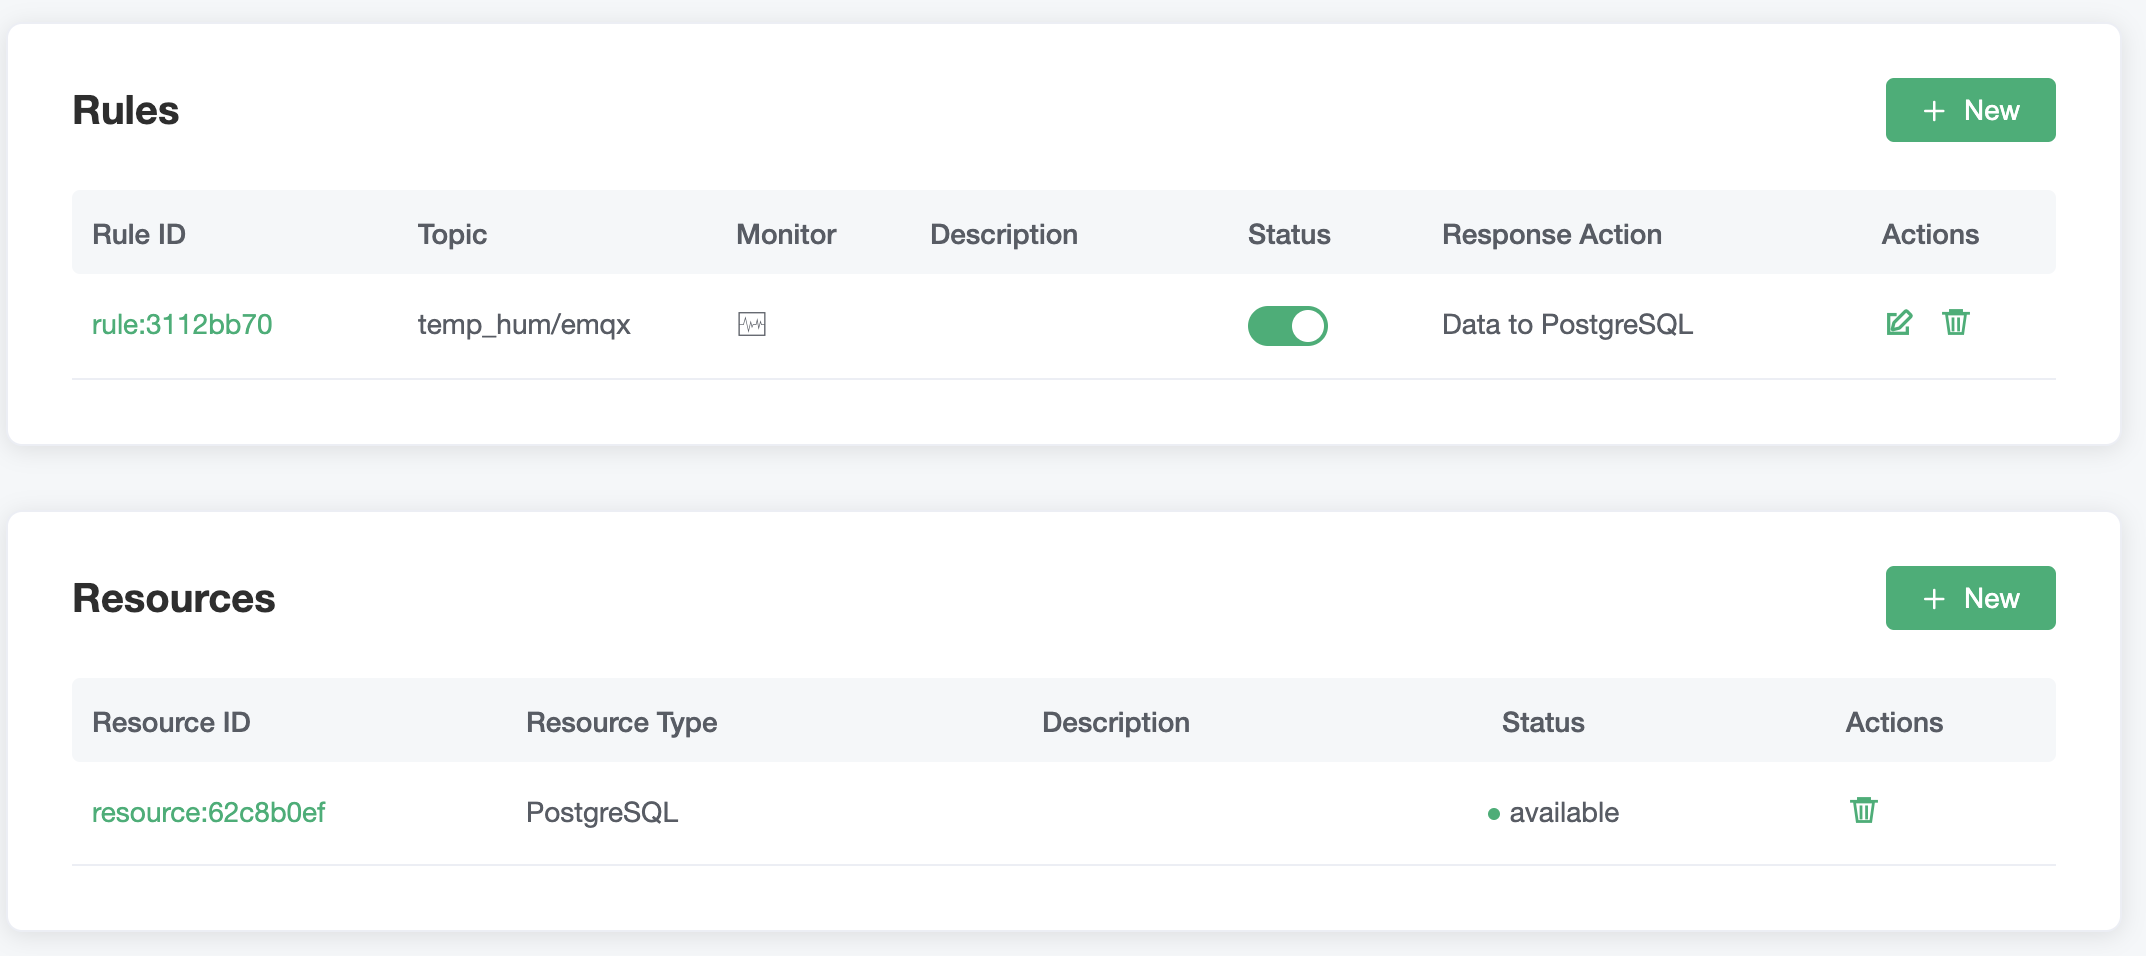 Rules
+ New
Rule ID Topic Monitor Description Status Response Action Actions
rule:3112bb70 temp_hum/emqx Data to PostgreSQL
Resources
+ New
Resource ID Resource Type Description Status Actions
resource:62c8b0ef PostgreSQL available